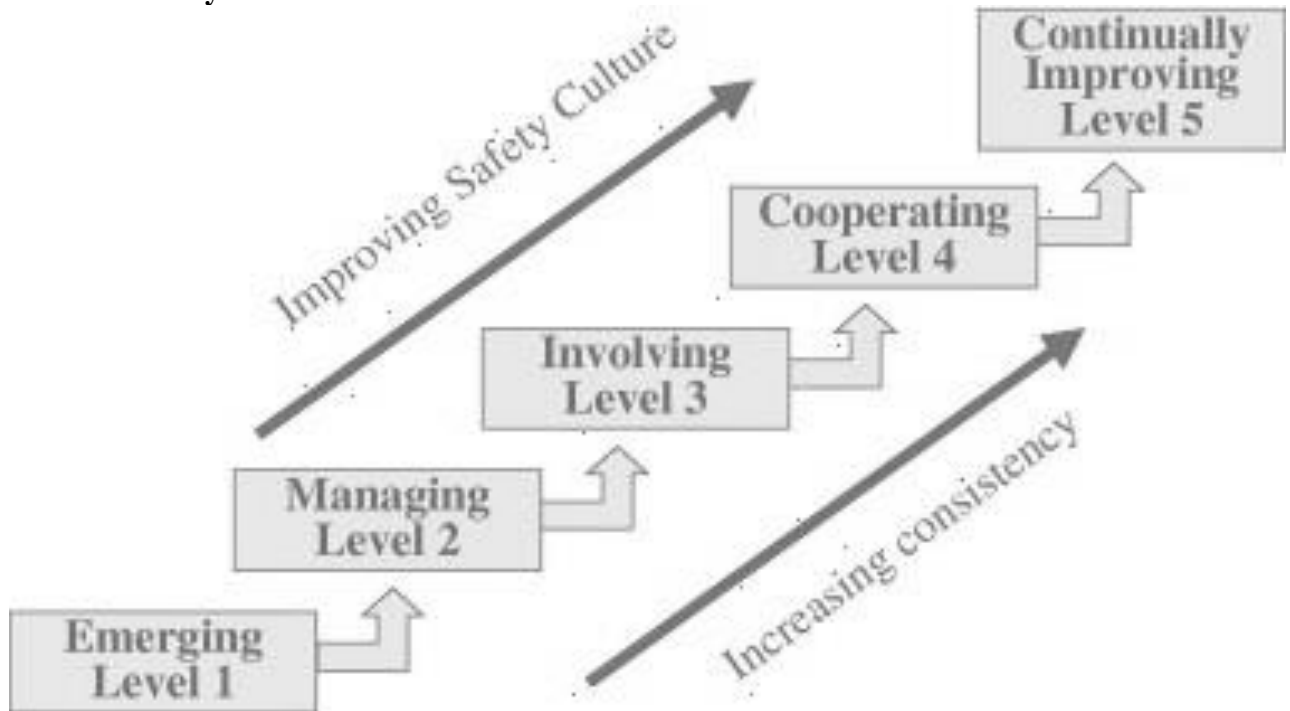 Continually
Improving
Level 5
Improving Safety Culture
Cooperating
Level 4
Involving
Level 3
Increasing consistency
Managing
Level 2
Emerging
Level 1